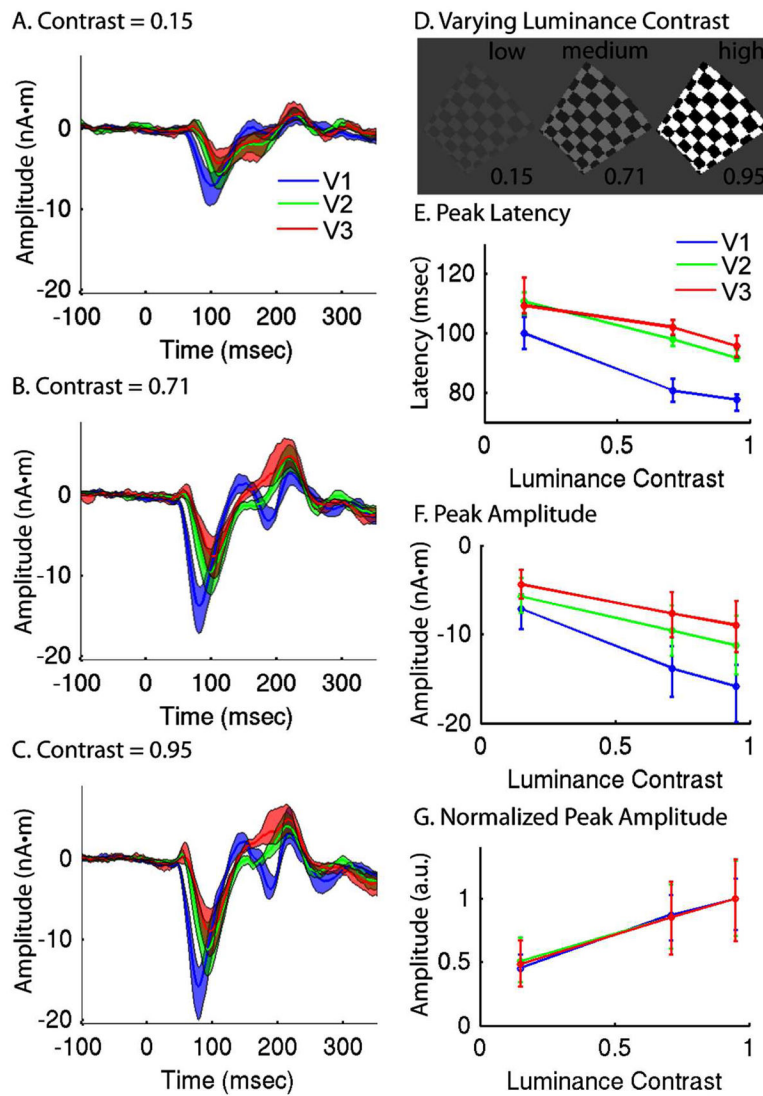 A. Contrast = 0.15
Amplitude (nA•m)
0
-10
-20
V1
V2
V3
-100 0 100 200 300
Time (msec)
B. Contrast = 0.71
Amplitude (nA•m)
0
-10
-20
-100 0 100 200 300
Time (msec)
C. Contrast = 0.95
Amplitude (nA•m)
0
-10
-20
-100 0 100 200 300
Time (msec)
D. Varying Luminance Contrast
low medium high
0.15 0.71 0.95
E. Peak Latency
Latency (msec)
120
100
80
V1
V2
V3
0 0.5 1
Luminance Contrast
F. Peak Amplitude
Amplitude (nA•m)
0
-10
-20
0 0.5 1
Luminance Contrast
G. Normalized Peak Amplitude
Amplitude (a.u.)
1
0.5
0
0 0.5 1
Luminance Contrast